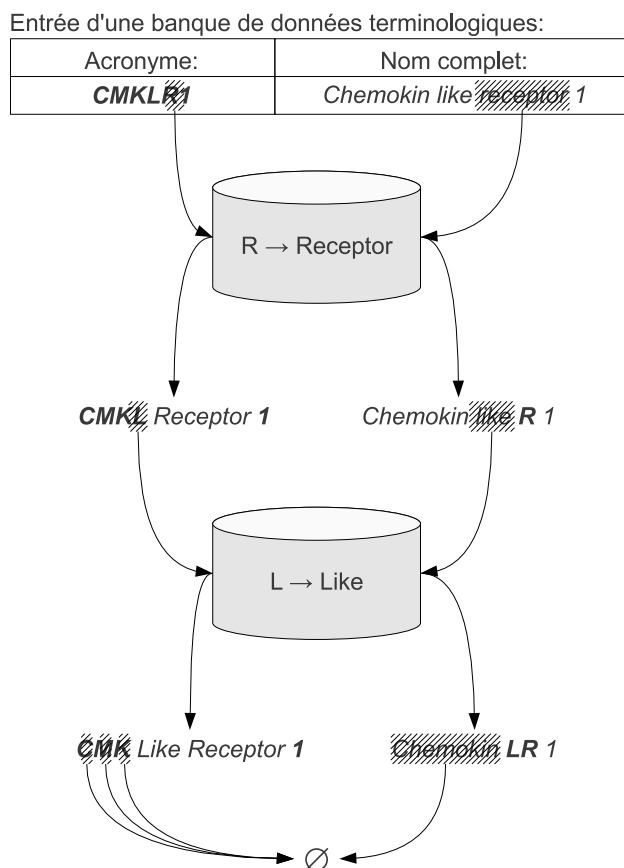 Entrée d'une banque de données terminologiques:
Acronyme: Nom complet:
CMKLR1 Chemokin like receptor 1
R → Receptor
CMKL Receptor 1 Chemokin like R 1
L → Like
CMK Like Receptor 1 Chemokin LR 1
∅